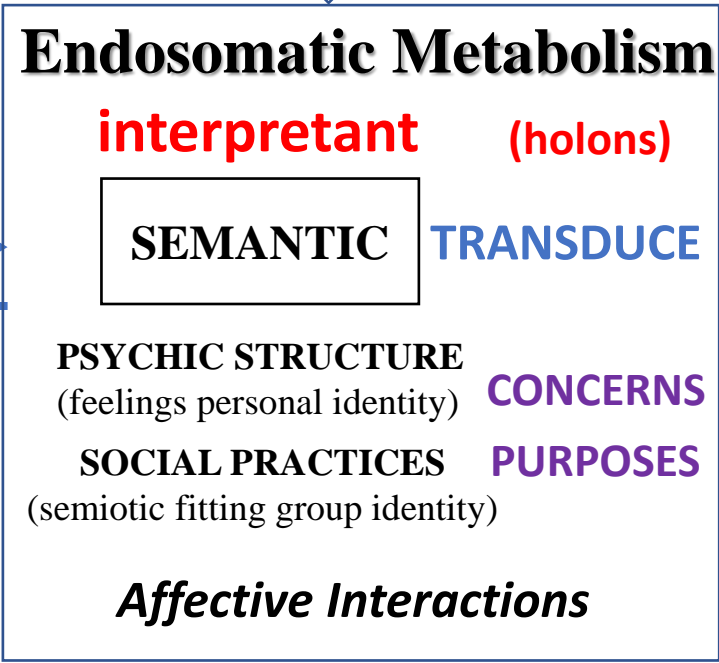 Endosomatic Metabolism
interpretant (holons)
SEMANTIC TRANSDUCE
PSYCHIC STRUCTURE
(feelings personal identity) CONCERNS
SOCIAL PRACTICES PURPOSES
(semiotic fitting group identity)
Affective Interactions